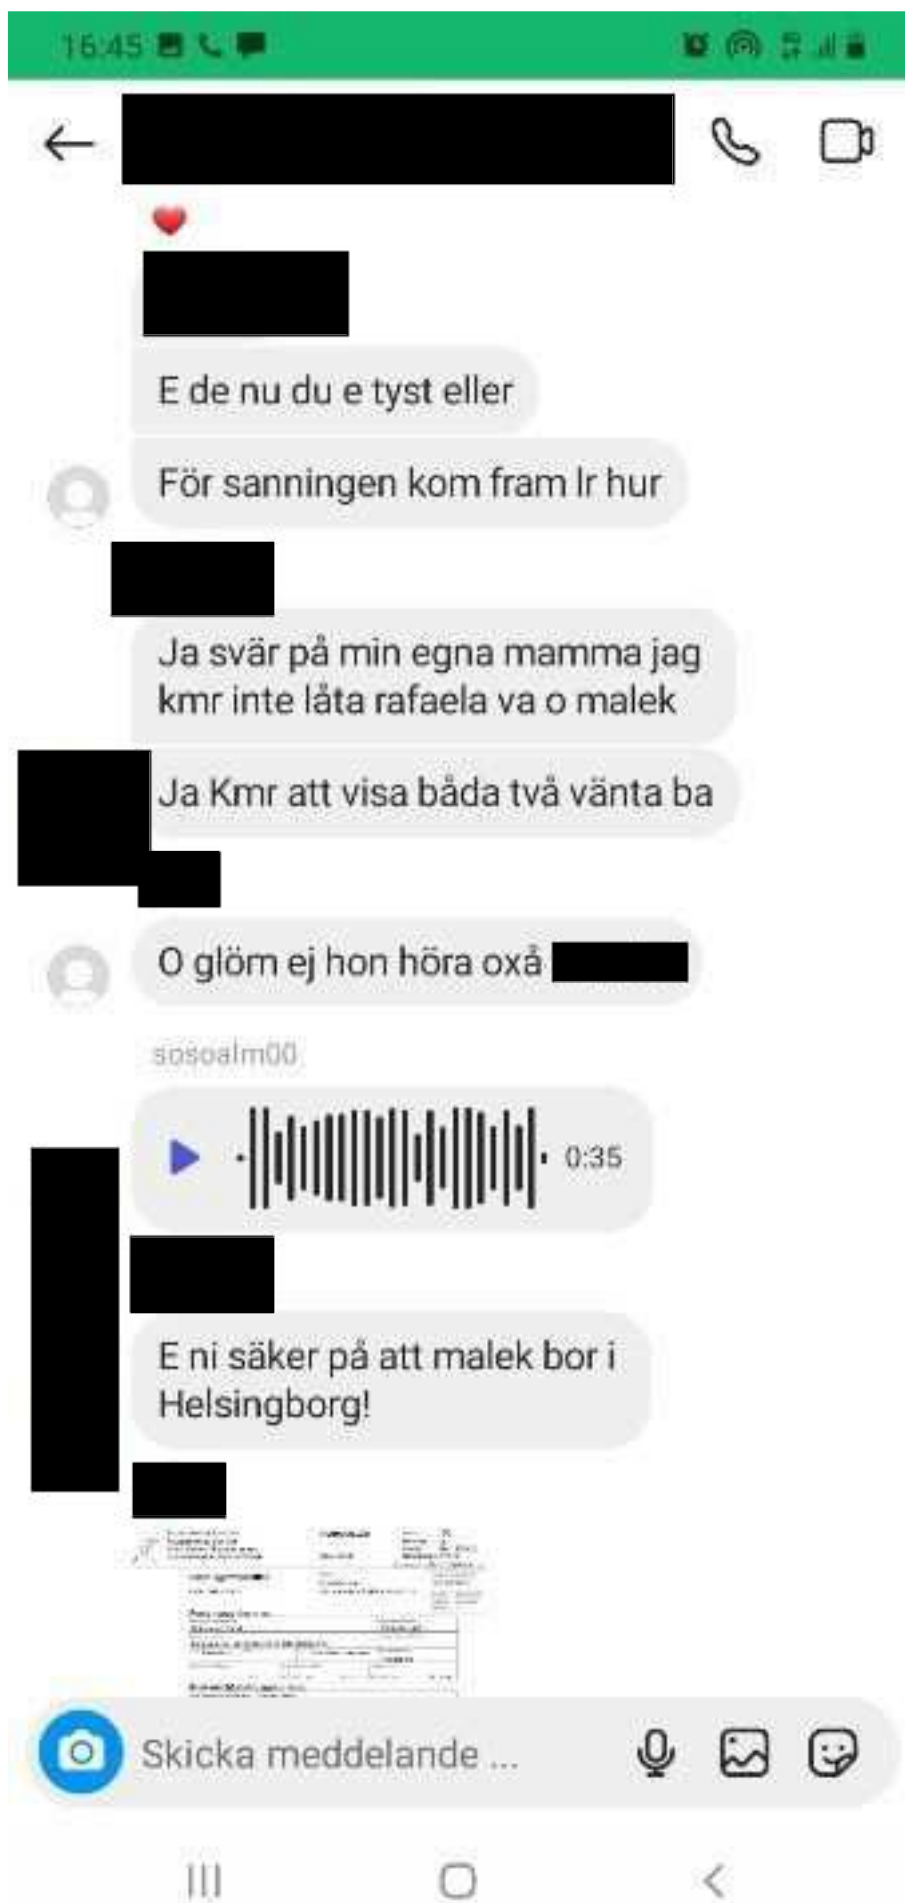 16:45
E de nu du e tyst eller
För sanningen kom fram lr hur
Ja svär på min egna mamma jag
kmr inte låta rafaela va o malek
Ja Kmr att visa båda två vänta ba
O glöm ej hon höra oxå
sosoalm00
0:35
E ni säker på att malek bor i
Helsingborg!
Skicka meddelande ...